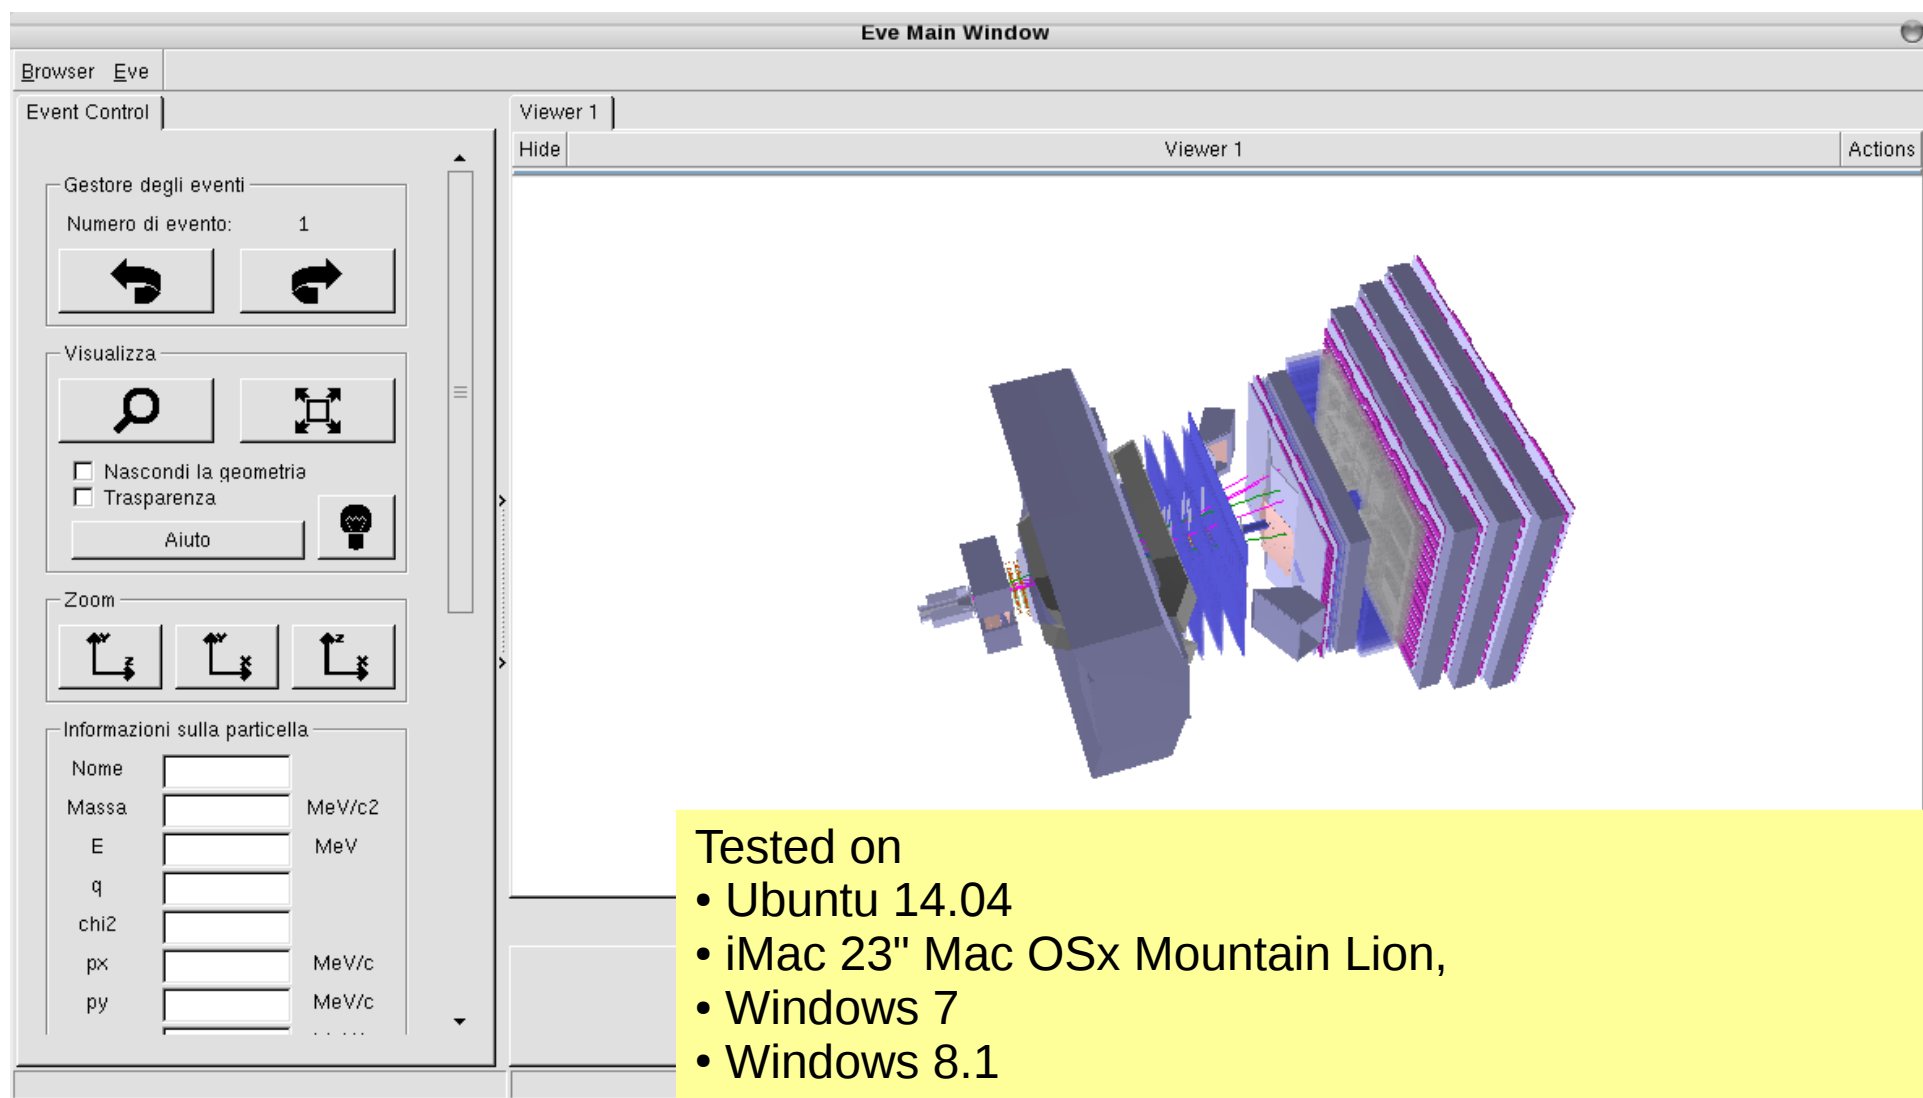 Eve Main Window
Browser Eve
Event Control
Viewer 1
Hide
Viewer 1
Actions
Gestore degli eventi
Numero di evento: 1
Visualizza
Nascondi la geometria
Trasparenza
Aiuto
Zoom
Y Z
Y X
Z X
Informazioni sulla particella
Nome
Massa MeV/c2
E MeV
q
chi2
px MeV/c
py MeV/c
Tested on
• Ubuntu 14.04
• iMac 23" Mac OSx Mountain Lion,
• Windows 7
• Windows 8.1